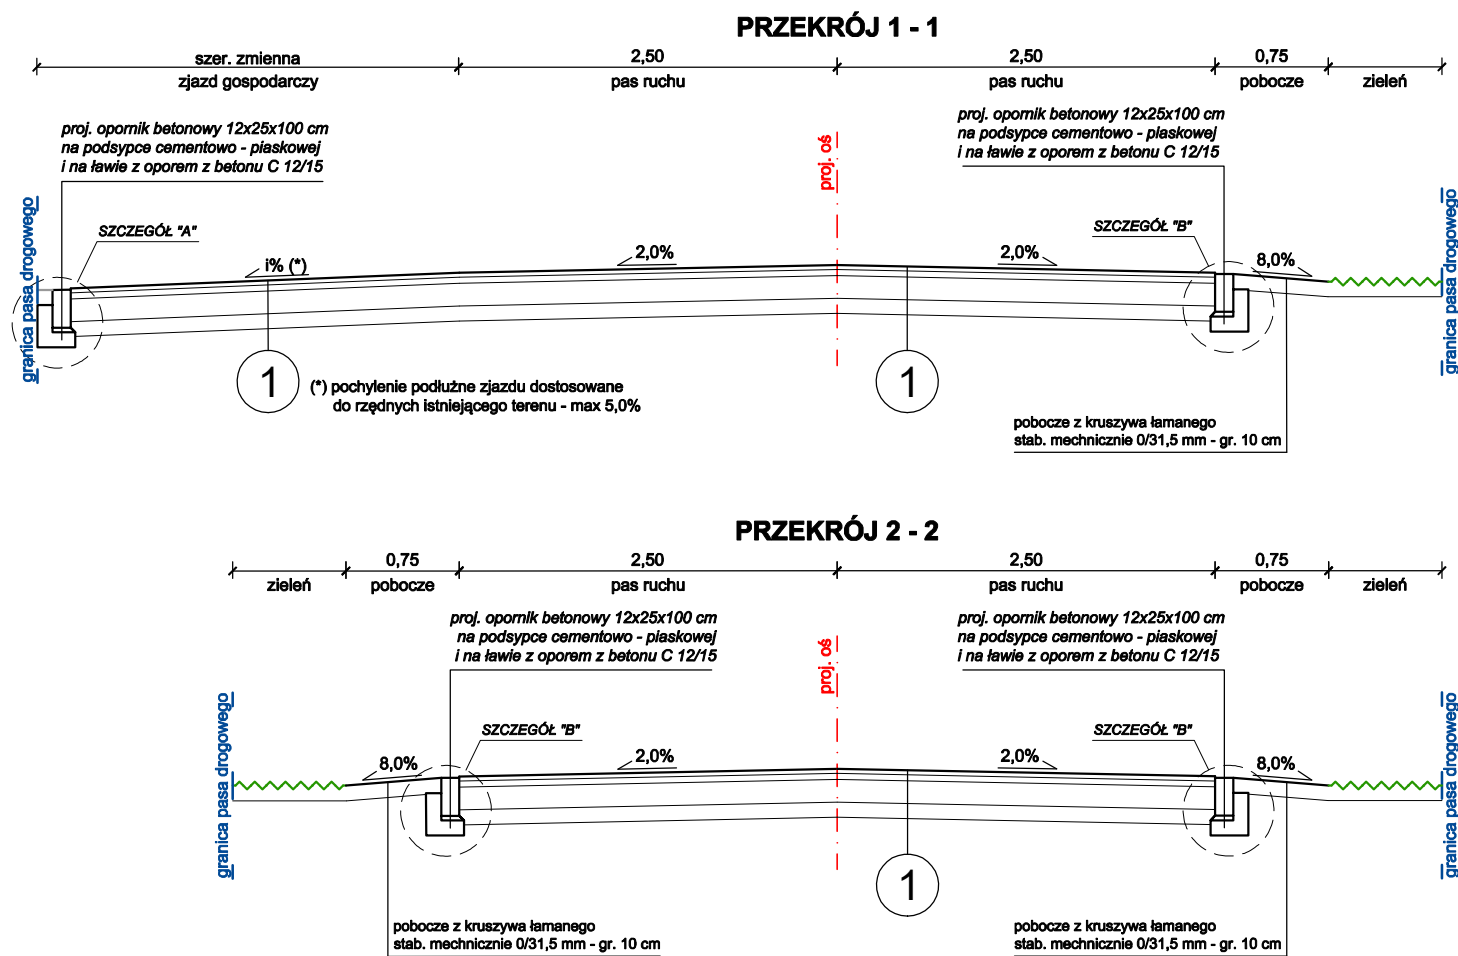 PRZEKRÓJ 1 - 1
szer. zmienna
2,50
2,50
0,75
zjazd gospodarczy
pas ruchu
pas ruchu
pobocze
zieleń
proj. opornik betonowy 12x25x100 cm
na podsypce cementowo - piaskowej
i na ławie z oporem z betonu C 12/15
proj. opornik betonowy 12x25x100 cm
na podsypce cementowo - piaskowej
i na ławie z oporem z betonu C 12/15
proj. oś
granica pasa drogowego
granica pasa drogowego
SZCZEGÓŁ "A"
SZCZEGÓŁ "B"
i% (*)
2,0%
2,0%
8,0%
1
1
(*) pochylenie podłużne zjazdu dostosowane
do rzędnych istniejącego terenu - max 5,0%
pobocze z kruszywa łamanego
stab. mechnicznie 0/31,5 mm - gr. 10 cm
PRZEKRÓJ 2 - 2
0,75
2,50
2,50
0,75
zieleń
pobocze
pas ruchu
pas ruchu
pobocze
zieleń
proj. opornik betonowy 12x25x100 cm
na podsypce cementowo - piaskowej
i na ławie z oporem z betonu C 12/15
proj. opornik betonowy 12x25x100 cm
na podsypce cementowo - piaskowej
i na ławie z oporem z betonu C 12/15
proj. oś
granica pasa drogowego
granica pasa drogowego
SZCZEGÓŁ "B"
SZCZEGÓŁ "B"
8,0%
2,0%
2,0%
8,0%
1
pobocze z kruszywa łamanego
stab. mechnicznie 0/31,5 mm - gr. 10 cm
pobocze z kruszywa łamanego
stab. mechnicznie 0/31,5 mm - gr. 10 cm